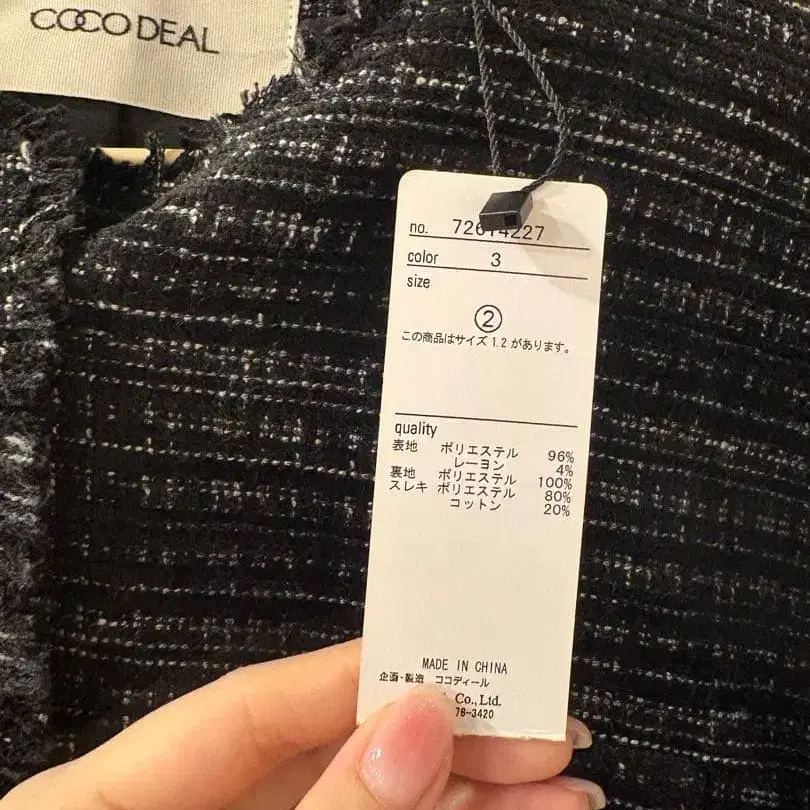 COCO DEAL
no. 72614227
color 3
size
②
この商品はサイズ 1.2 があります。
quality
表地 ポリエステル 96%
レーヨン 4%
裏地 ポリエステル 100%
スレキ ポリエステル 80%
コットン 20%
MADE IN CHINA
企画・製造 ココディール
Co., Ltd.
78-3420